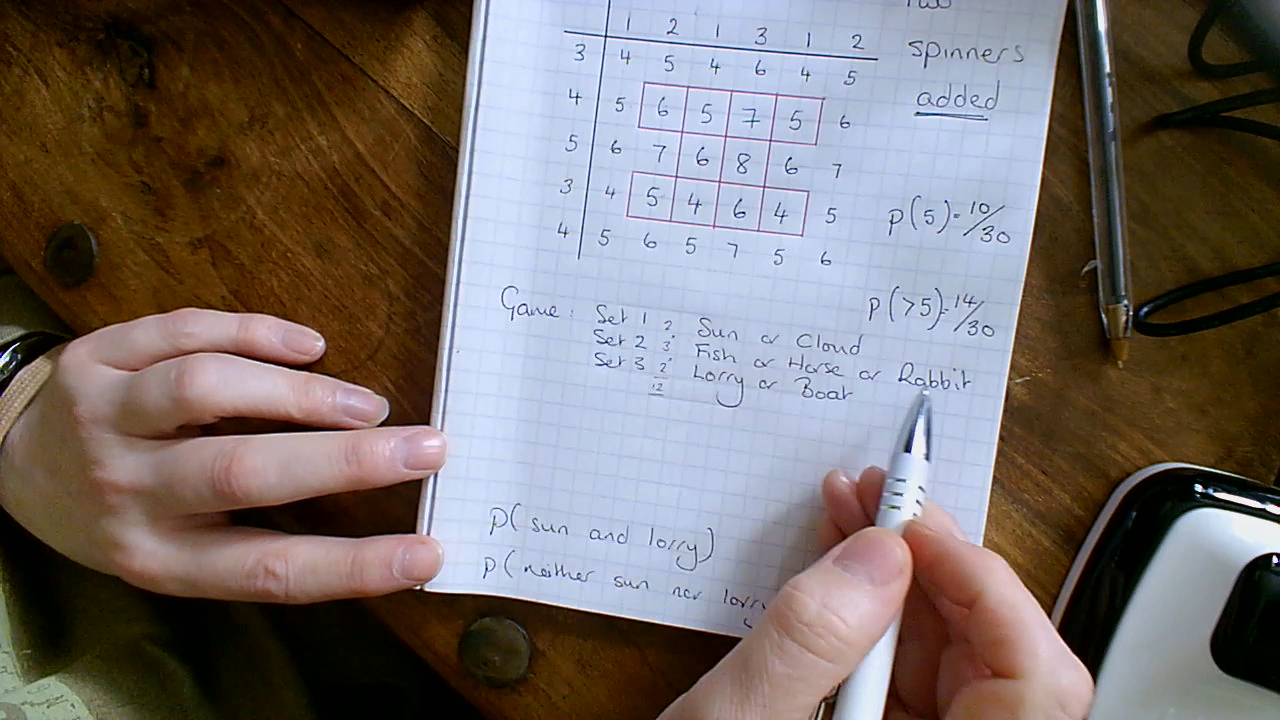 1 2 1 3 1 2
3 4 5 4 6 4 5
4 5 6 5 7 5 6
5 6 7 6 8 6 7
3 4 5 4 6 4 5
4 5 6 5 7 5 6
spinners
added
P(5)=10/30
P(>5)=14/30
Game: Set 1 2 Sun or Cloud
Set 2 3 Fish or Horse or Rabbit
Set 3 2 Lorry or Boat
12
P( sun and lorry)
P( neither sun nor lorry